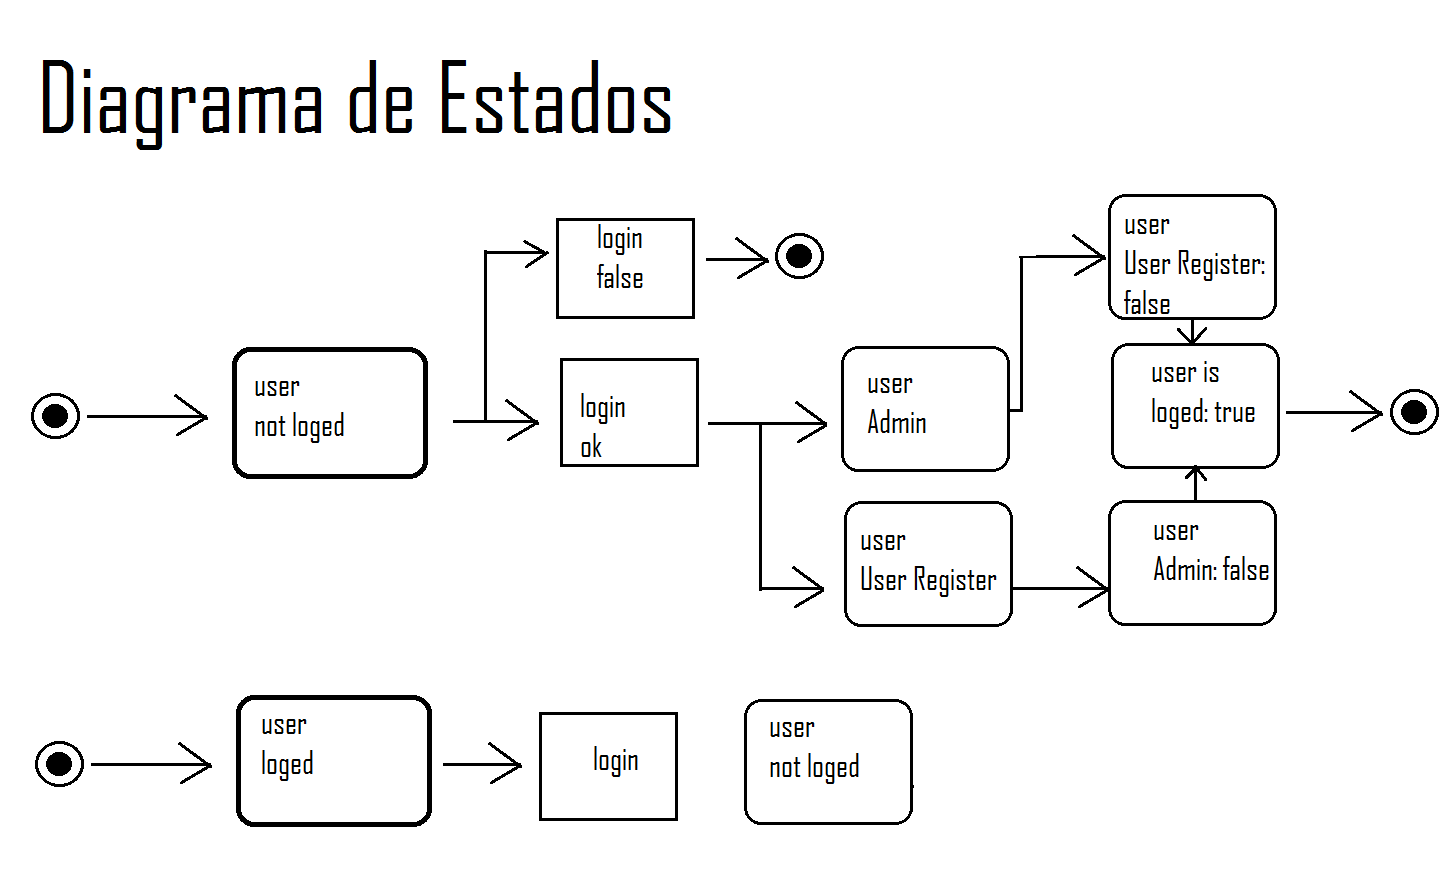 Diagrama de Estados
login
false
user
User Register:
false
user
not loged
login
ok
user
Admin
user is
loged: true
user
User Register
user
Admin: false
user
loged
login
user
not loged